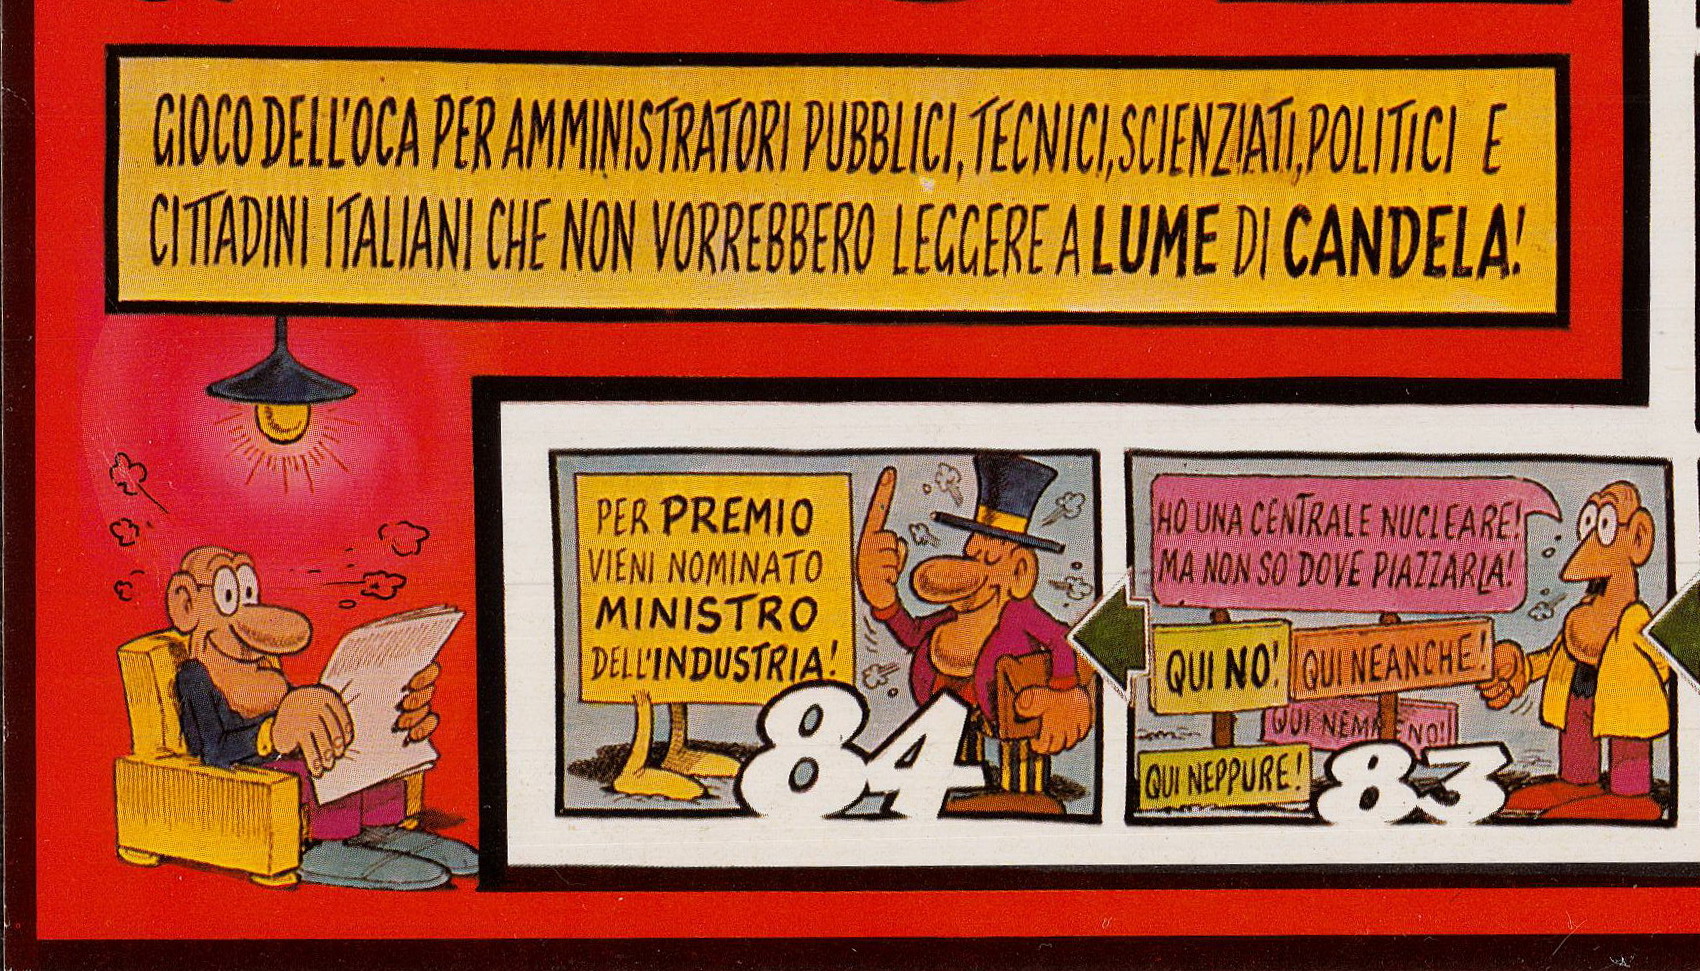 GIOCO DELL'OCA PER AMMINISTRATORI PUBBLICI, TECNICI, SCIENZIATI, POLITICI E
CITTADINI ITALIANI CHE NON VORREBBERO LEGGERE A LUME DI CANDELA!
PER PREMIO
VIENI NOMINATO
MINISTRO
DELL'INDUSTRIA!
84
HO UNA CENTRALE NUCLEARE!
MA NON SO DOVE PIAZZARLA!
QUI NO!
QUI NEANCHE!
QUI NEMMENO!!
QUI NEPPURE!
83